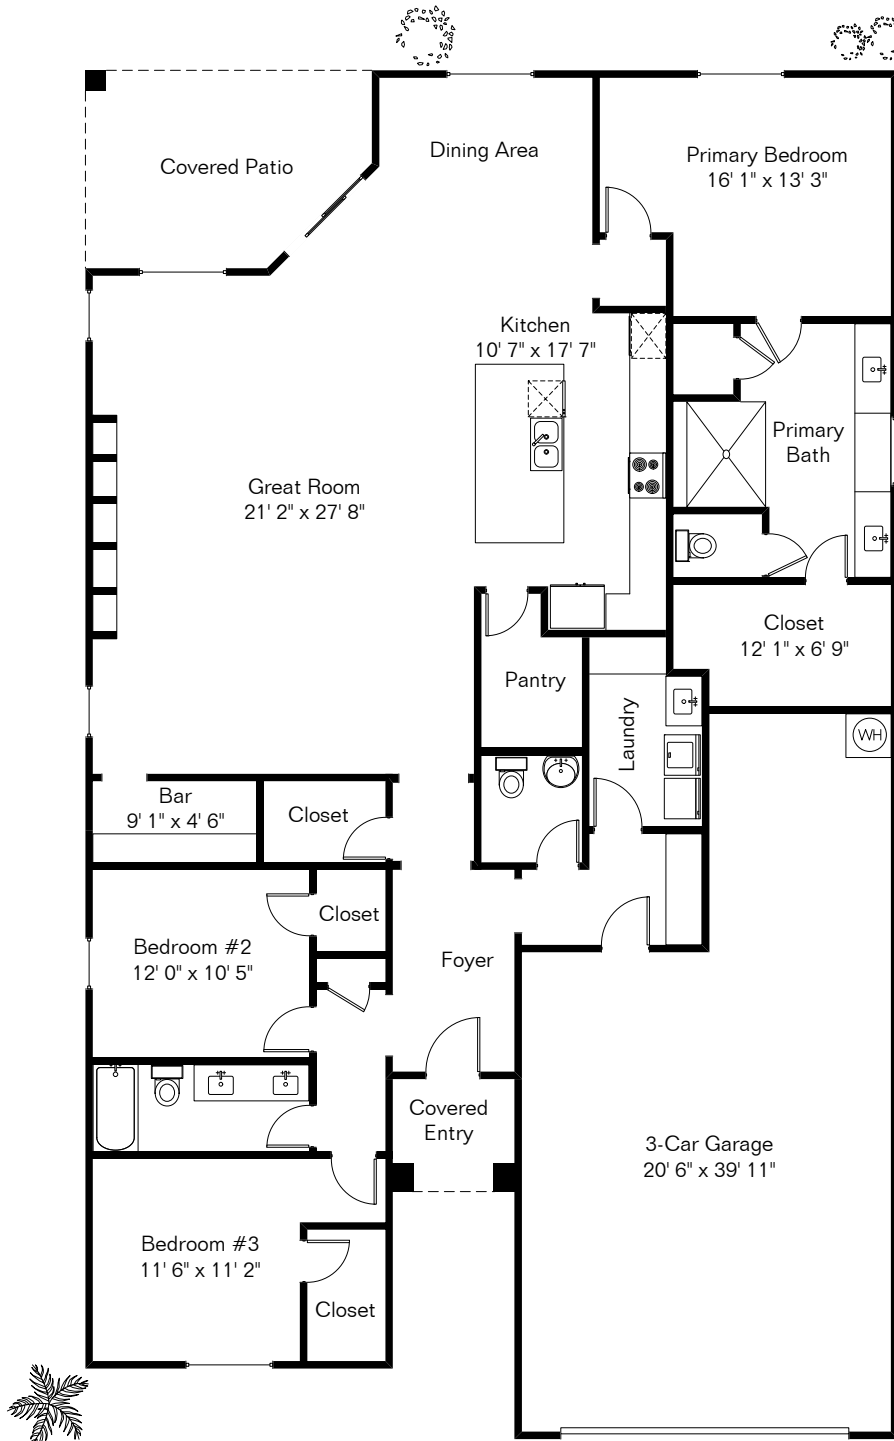 Covered Patio
Dining Area
Primary Bedroom
16' 1" x 13' 3"
Kitchen
10' 7" x 17' 7"
Primary
Bath
Great Room
21' 2" x 27' 8"
Closet
12' 1" x 6' 9"
Pantry
Laundry
WH
Bar
9' 1" x 4' 6"
Closet
Closet
Bedroom #2
12' 0" x 10' 5"
Foyer
Covered
Entry
3-Car Garage
20' 6" x 39' 11"
Bedroom #3
11' 6" x 11' 2"
Closet